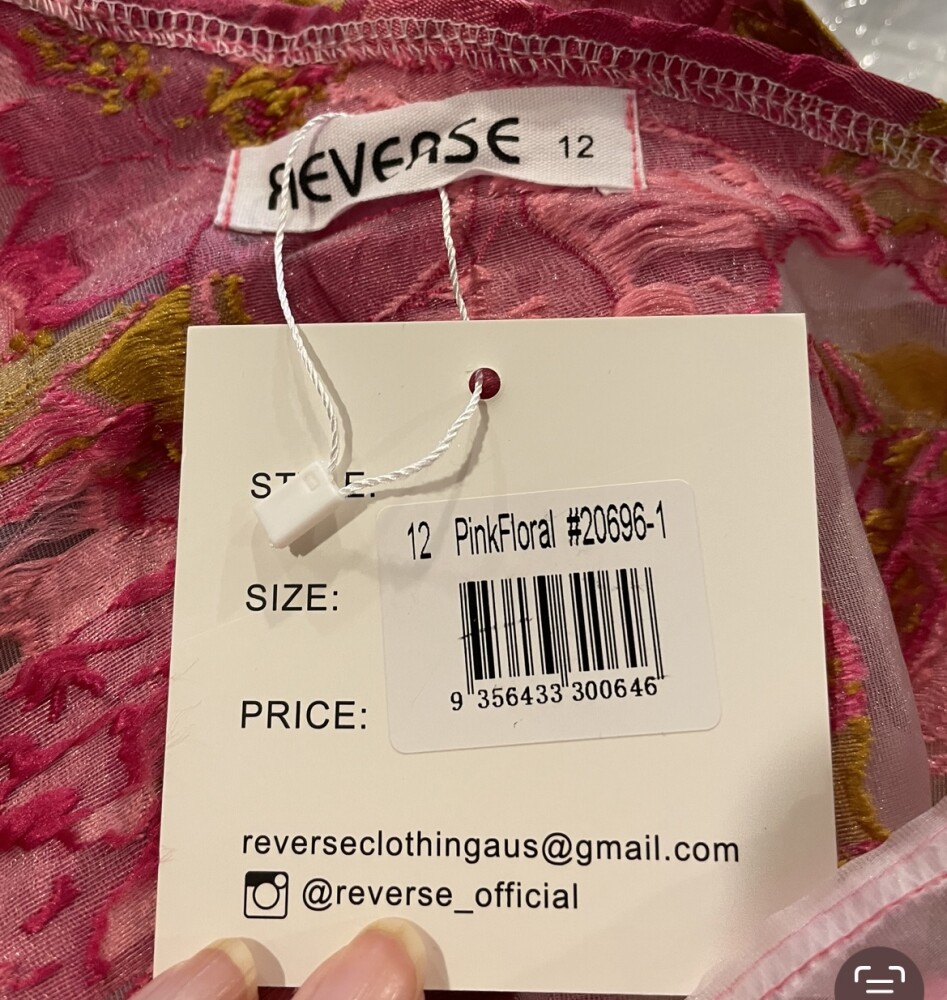 REVERSE 12
SIZE:
12 PinkFloral #20696-1
9 356433 300646
PRICE:
reverseclothingaus@gmail.com
@reverse_official